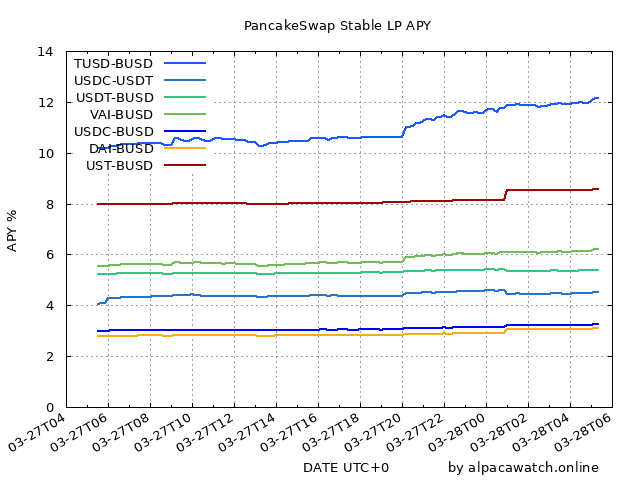 PancakeSwap Stable LP APY
14
12
10
8
6
4
2
0
APY %
TUSD-BUSD
USDC-USDT
USDT-BUSD
VAI-BUSD
USDC-BUSD
DAI-BUSD
UST-BUSD
03-27T04
03-27T06
03-27T08
03-27T10
03-27T12
03-27T14
03-27T16
03-27T18
03-27T20
03-27T22
03-28T00
03-28T02
03-28T04
03-28T06
DATE UTC+0
by alpacawatch.online